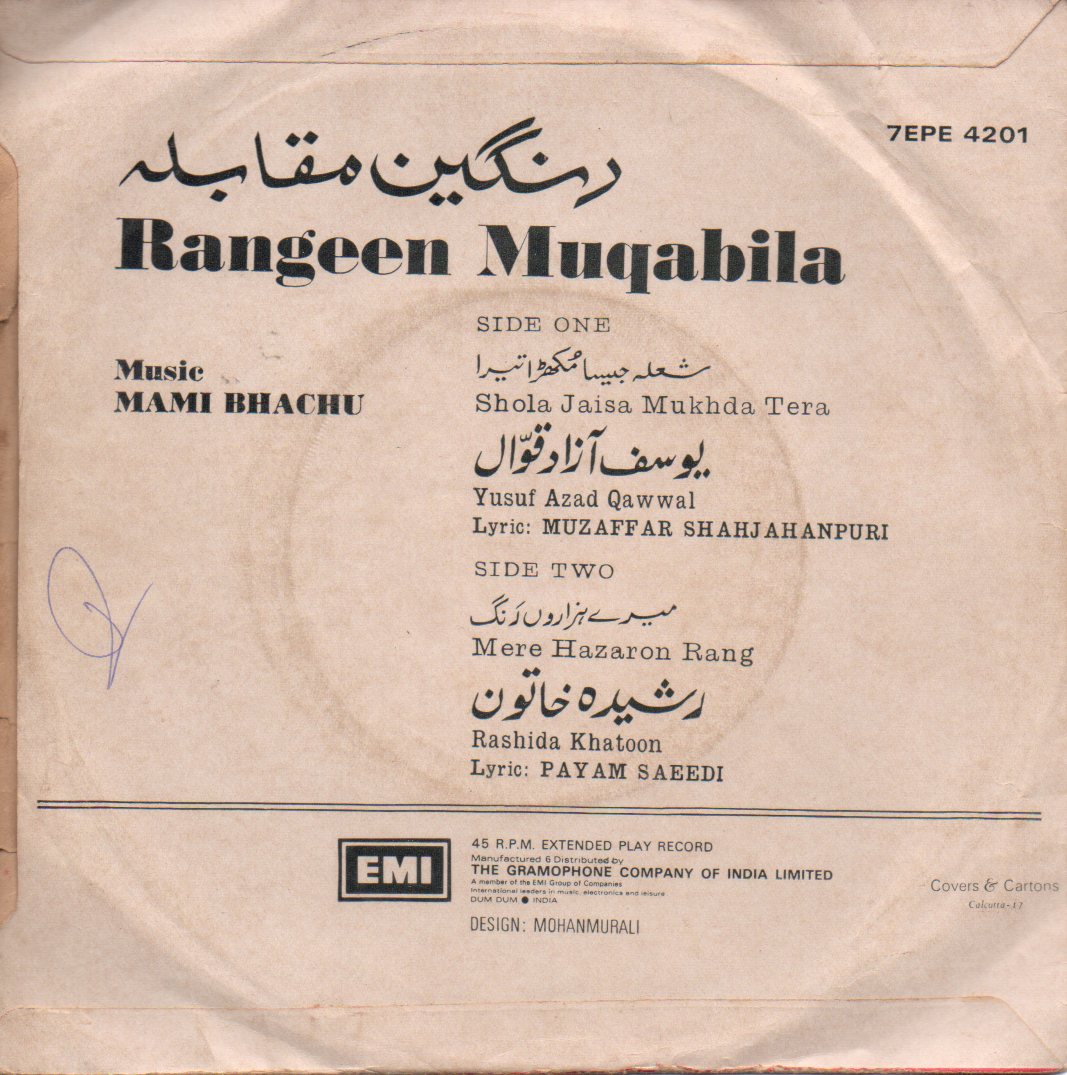 7EPE 4201
رنگین مقابلہ
Rangeen Muqabila
Music
MAMI BHACHU
SIDE ONE
شعلہ جیسا مُکھڑا تیرا
Shola Jaisa Mukhda Tera
یوسف آزاد قوّال
Yusuf Azad Qawwal
Lyric: MUZAFFAR SHAHJAHANPURI
SIDE TWO
میرے ہزاروں رَنگ
Mere Hazaron Rang
رشیدہ خاتون
Rashida Khatoon
Lyric: PAYAM SAEEDI
EMI
45 R.P.M. EXTENDED PLAY RECORD
Manufactured & Distributed by
THE GRAMOPHONE COMPANY OF INDIA LIMITED
A member of the EMI Group of Companies
International leaders in music, electronics and leisure
DUM DUM ● INDIA
DESIGN: MOHANMURALI
Covers & Cartons
Calcutta-17